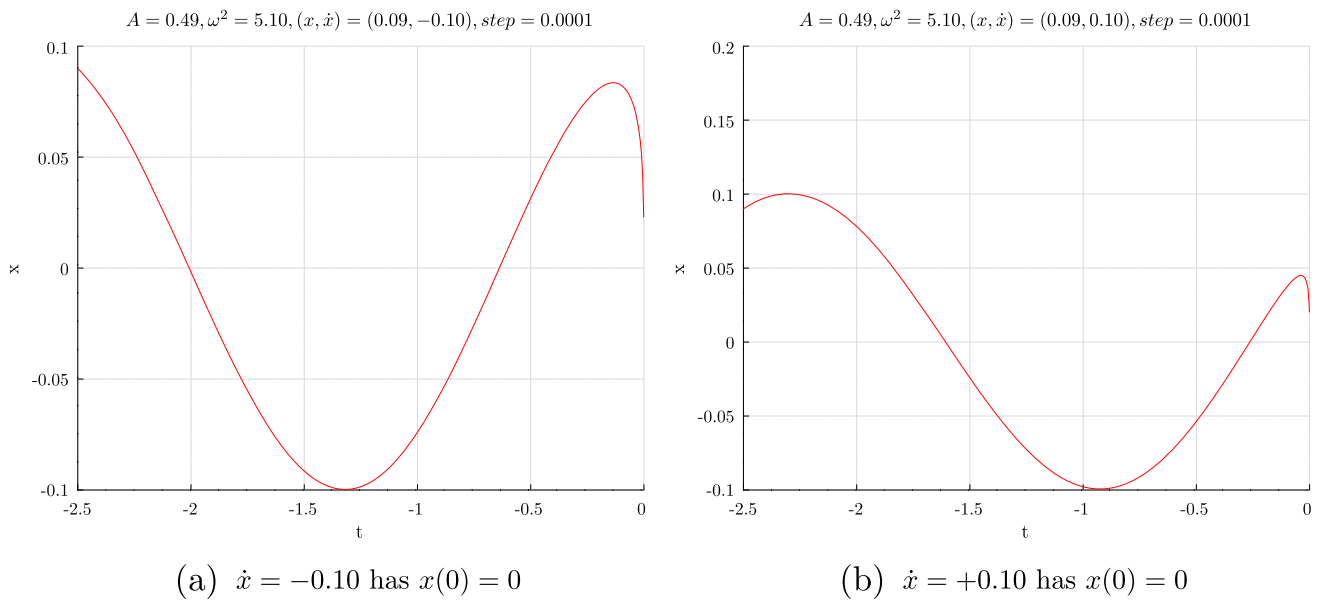 A = 0.49, ω² = 5.10, (x, ẋ) = (0.09, −0.10), step = 0.0001
0.1
0.05
0
-0.05
-0.1
x
-2.5 -2 -1.5 -1 -0.5 0
t
(a) ẋ = −0.10 has x(0) = 0
A = 0.49, ω² = 5.10, (x, ẋ) = (0.09, 0.10), step = 0.0001
0.2
0.15
0.1
0.05
0
-0.05
-0.1
x
-2.5 -2 -1.5 -1 -0.5 0
t
(b) ẋ = +0.10 has x(0) = 0